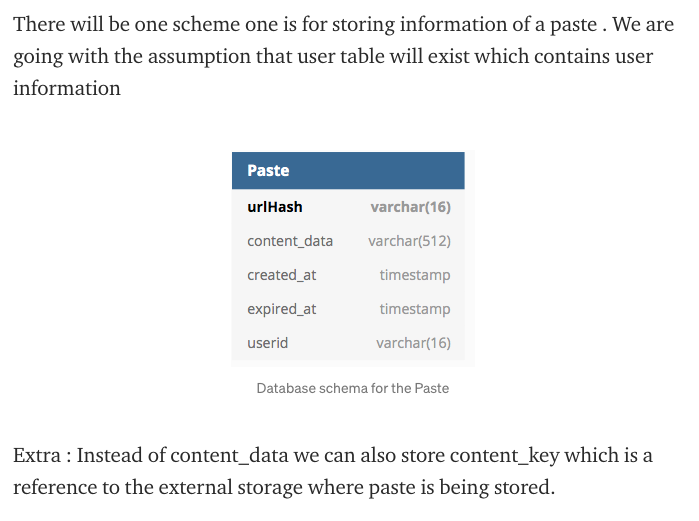 There will be one scheme one is for storing information of a paste . We are
going with the assumption that user table will exist which contains user
information
Paste
urlHash varchar(16)
content_data varchar(512)
created_at timestamp
expired_at timestamp
userid varchar(16)
Database schema for the Paste
Extra : Instead of content_data we can also store content_key which is a
reference to the external storage where paste is being stored.